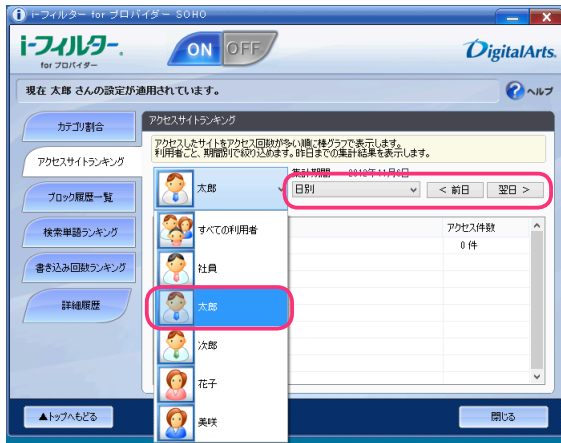 i-フィルター for プロバイダー SOHO
i-フィルター®
for プロバイダー
ON OFF
DigitalArts.
現在 太郎 さんの設定が適用されています。
ヘルプ
カテゴリ割合
アクセスサイトランキング
ブロック履歴一覧
検索単語ランキング
書き込み回数ランキング
詳細履歴
アクセスサイトランキング
アクセスしたサイトをアクセス回数が多い順に棒グラフで表示します。
利用者ごと、期間別で絞り込めます。昨日までの集計結果を表示します。
太郎
日別
< 前日
翌日 >
アクセス件数
0 件
すべての利用者
社員
太郎
次郎
花子
美咲
▲トップへもどる
閉じる